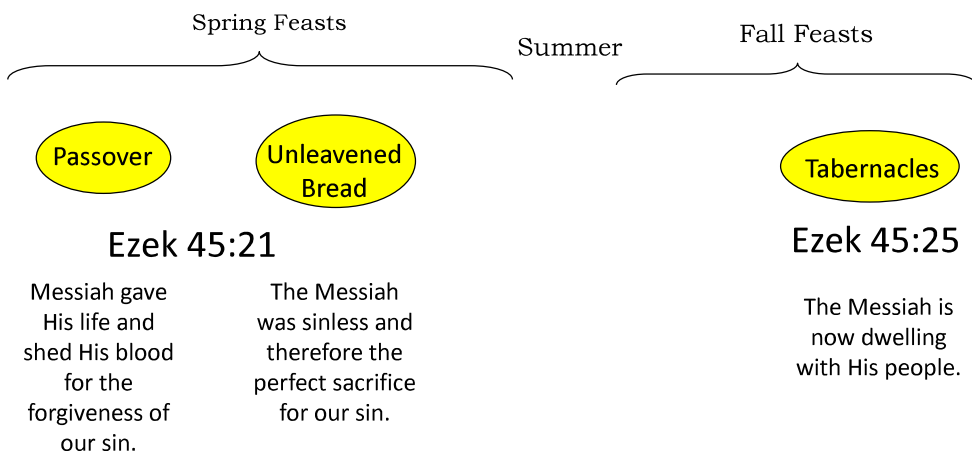 Spring Feasts
Summer
Fall Feasts
Passover
Unleavened
Bread
Tabernacles
Ezek 45:21
Ezek 45:25
Messiah gave
His life and
shed His blood
for the
forgiveness of
our sin.
The Messiah
was sinless and
therefore the
perfect sacrifice
for our sin.
The Messiah is
now dwelling
with His people.